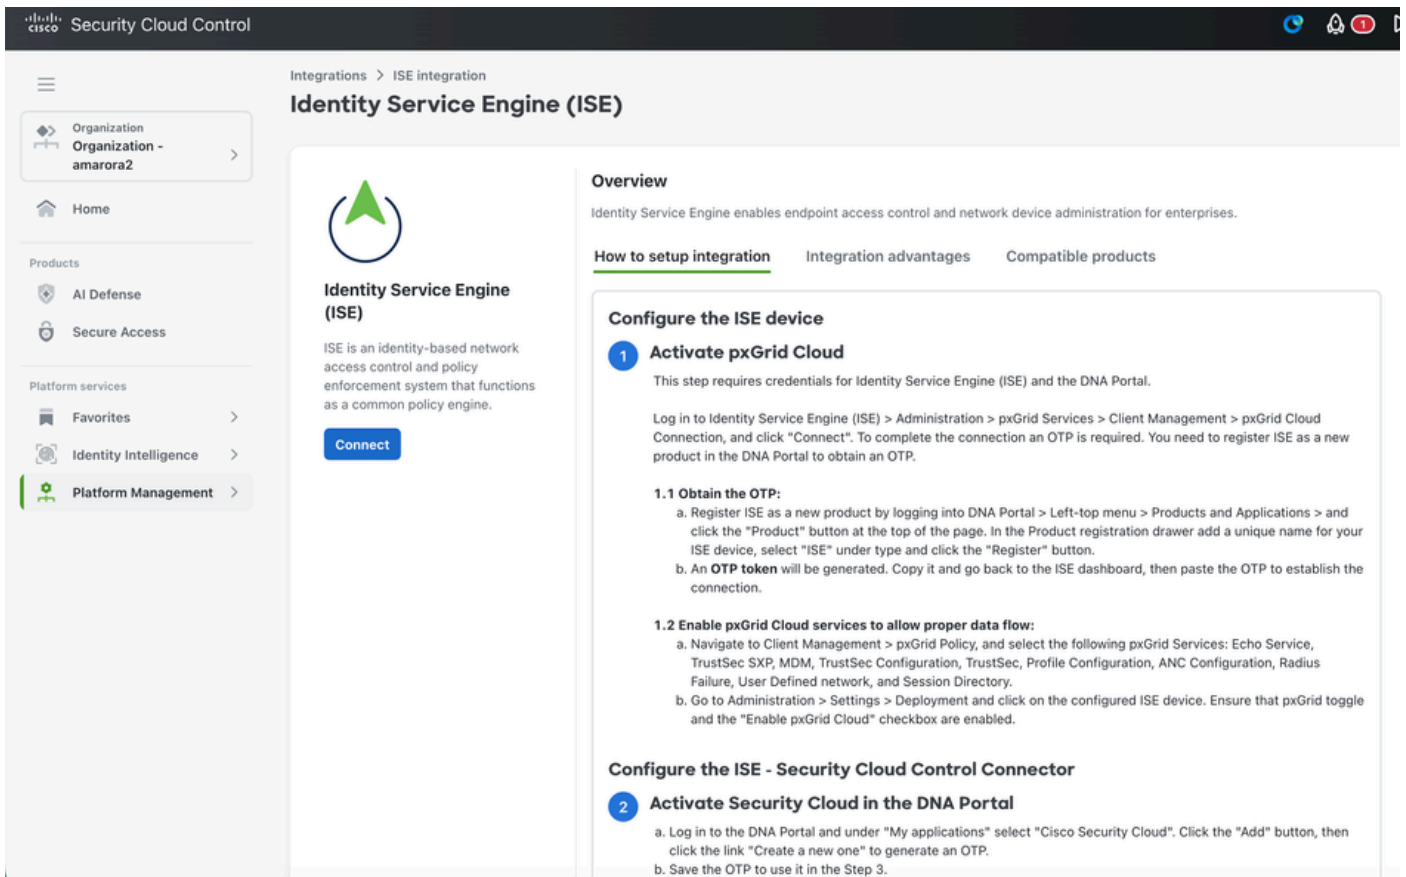 cisco Security Cloud Control
1
Integrations > ISE integration
Identity Service Engine (ISE)
Organization
Organization -
amarora2
Home
Products
AI Defense
Secure Access
Platform services
Favorites
Identity Intelligence
Platform Management
Identity Service Engine
(ISE)
ISE is an identity-based network
access control and policy
enforcement system that functions
as a common policy engine.
Connect
Overview
Identity Service Engine enables endpoint access control and network device administration for enterprises.
How to setup integration Integration advantages Compatible products
Configure the ISE device
1 Activate pxGrid Cloud
This step requires credentials for Identity Service Engine (ISE) and the DNA Portal.
Log in to Identity Service Engine (ISE) > Administration > pxGrid Services > Client Management > pxGrid Cloud
Connection, and click "Connect". To complete the connection an OTP is required. You need to register ISE as a new
product in the DNA Portal to obtain an OTP.
1.1 Obtain the OTP:
a. Register ISE as a new product by logging into DNA Portal > Left-top menu > Products and Applications > and
click the "Product" button at the top of the page. In the Product registration drawer add a unique name for your
ISE device, select "ISE" under type and click the "Register" button.
b. An OTP token will be generated. Copy it and go back to the ISE dashboard, then paste the OTP to establish the
connection.
1.2 Enable pxGrid Cloud services to allow proper data flow:
a. Navigate to Client Management > pxGrid Policy, and select the following pxGrid Services: Echo Service,
TrustSec SXP, MDM, TrustSec Configuration, TrustSec, Profile Configuration, ANC Configuration, Radius
Failure, User Defined network, and Session Directory.
b. Go to Administration > Settings > Deployment and click on the configured ISE device. Ensure that pxGrid toggle
and the "Enable pxGrid Cloud" checkbox are enabled.
Configure the ISE - Security Cloud Control Connector
2 Activate Security Cloud in the DNA Portal
a. Log in to the DNA Portal and under "My applications" select "Cisco Security Cloud". Click the "Add" button, then
click the link "Create a new one" to generate an OTP.
b. Save the OTP to use it in the Step 3.